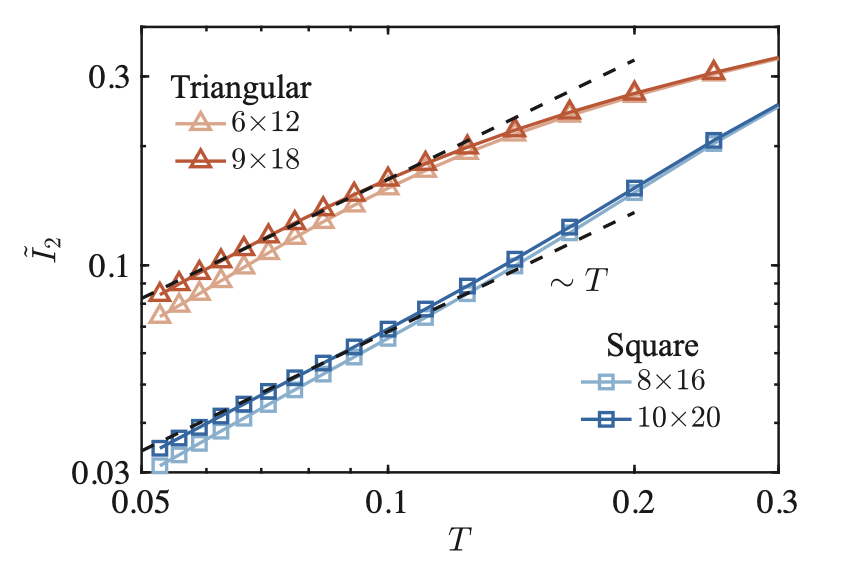 0.3
0.1
0.03
Ĩ₂
Triangular
6×12
9×18
~ T
Square
8×16
10×20
0.05
0.1
0.2
0.3
T